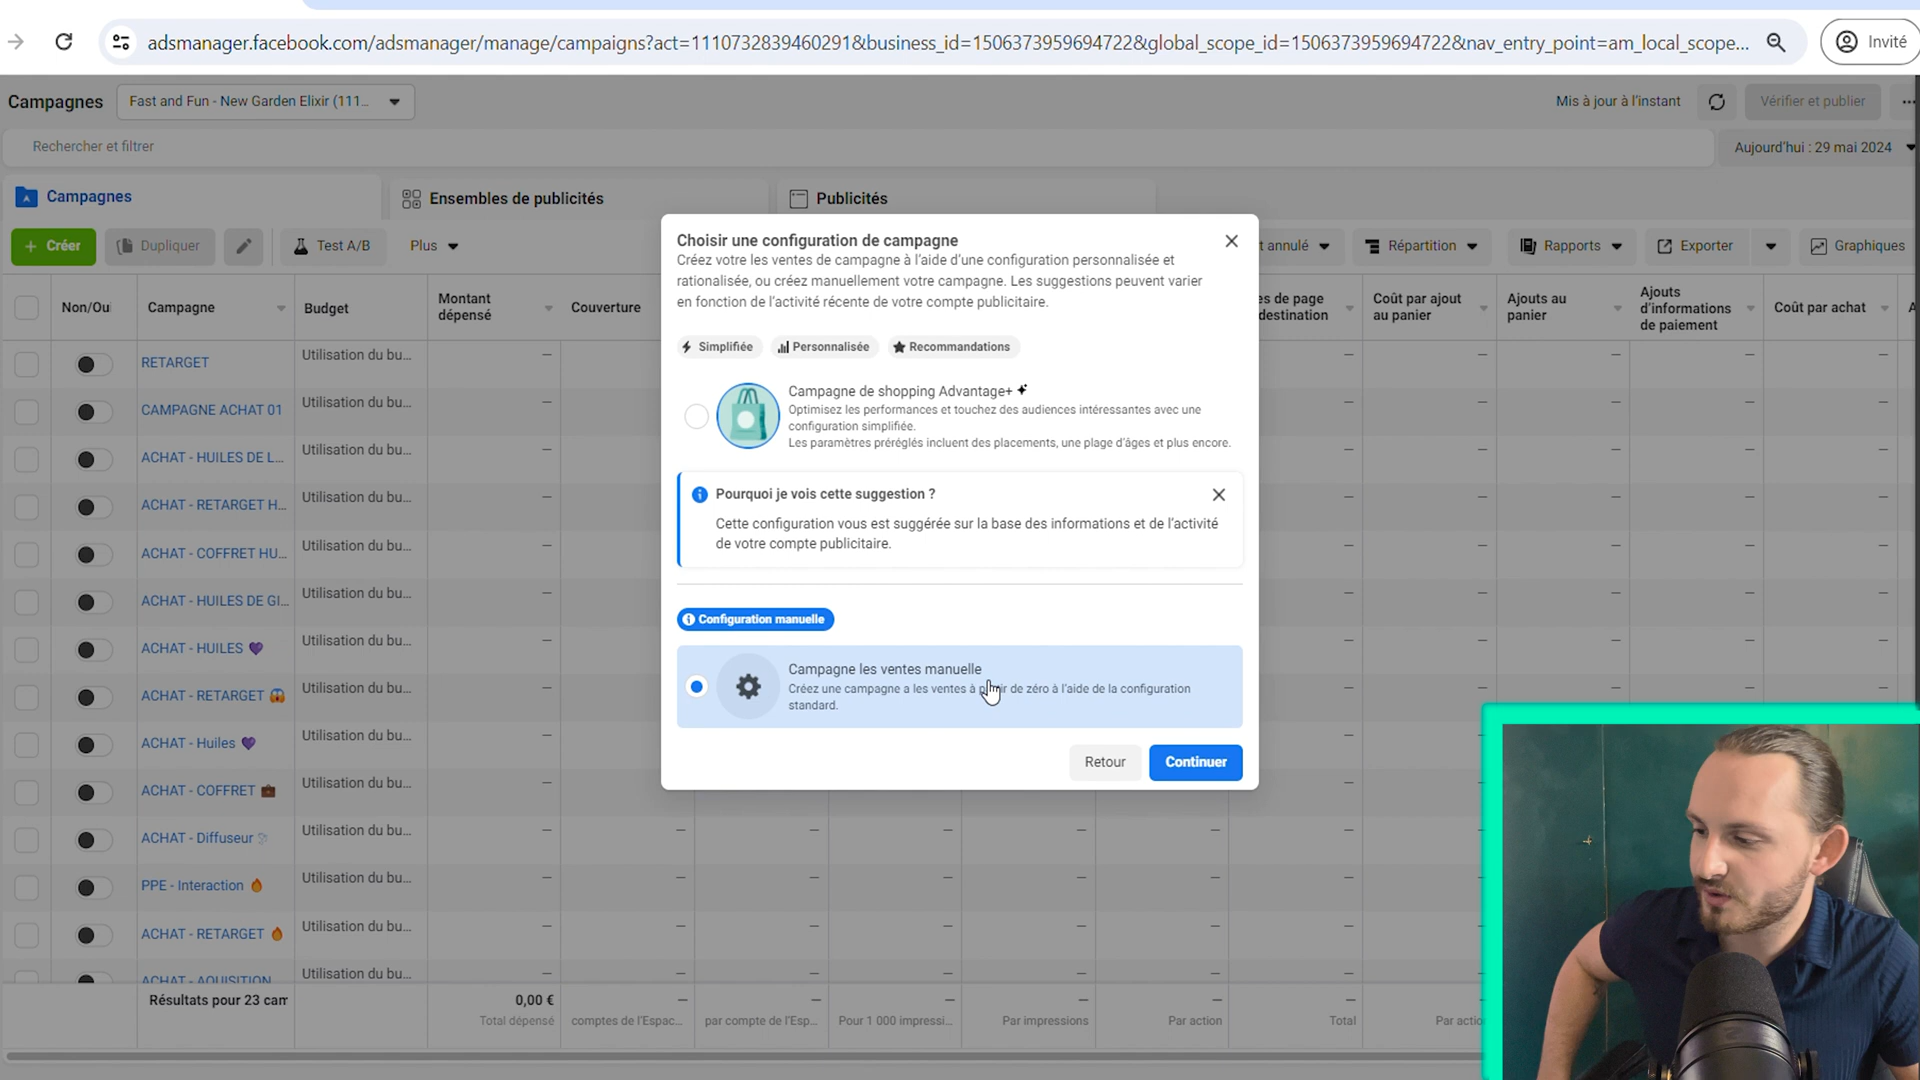 adsmanager.facebook.com/adsmanager/manage/campaigns?act=1110732839460291&business_id=1506373959694722&global_scope_id=1506373959694722&nav_entry_point=am_local_scope...
Invité
Campagnes
Fast and Fun - New Garden Elixir (111...
Mis à jour à l'instant
Vérifier et publier
Rechercher et filtrer
Aujourd'hui : 29 mai 2024
Campagnes
Ensembles de publicités
Publicités
+ Créer
Dupliquer
Test A/B
Plus
t annulé
Répartition
Rapports
Exporter
Graphiques
Non/Ou
Campagne
Budget
Montant dépensé
Couverture
es de page
destination
Coût par ajout
au panier
Ajouts au
panier
Ajouts
d'informations
de paiement
Coût par achat
RETARGET
Utilisation du bu...
CAMPAGNE ACHAT 01
Utilisation du bu...
ACHAT - HUILES DE L...
Utilisation du bu...
ACHAT - RETARGET H...
Utilisation du bu...
ACHAT - COFFRET HU...
Utilisation du bu...
ACHAT - HUILES DE GI...
Utilisation du bu...
ACHAT - HUILES 💜
Utilisation du bu...
ACHAT - RETARGET 😱
Utilisation du bu...
ACHAT - Huiles 💜
Utilisation du bu...
ACHAT - COFFRET 💼
Utilisation du bu...
ACHAT - Diffuseur 🕊
Utilisation du bu...
PPE - Interaction 🔥
Utilisation du bu...
ACHAT - RETARGET 🔥
Utilisation du bu...
ACHAT - AQUISITION
Utilisation du bu...
Résultats pour 23 cam
0,00 €
Total dépensé
comptes de l'Espac...
par compte de l'Esp...
Pour 1 000 impressi...
Par impressions
Par action
Total
Par actio
Choisir une configuration de campagne
Créez votre les ventes de campagne à l'aide d'une configuration personnalisée et
rationalisée, ou créez manuellement votre campagne. Les suggestions peuvent varier
en fonction de l'activité récente de votre compte publicitaire.
Simplifiée
Personnalisée
Recommandations
Campagne de shopping Advantage+
Optimisez les performances et touchez des audiences intéressantes avec une
configuration simplifiée.
Les paramètres préréglés incluent des placements, une plage d'âges et plus encore.
Pourquoi je vois cette suggestion ?
Cette configuration vous est suggérée sur la base des informations et de l'activité
de votre compte publicitaire.
Configuration manuelle
Campagne les ventes manuelle
Créez une campagne a les ventes à de zéro à l'aide de la configuration
standard.
Retour
Continuer